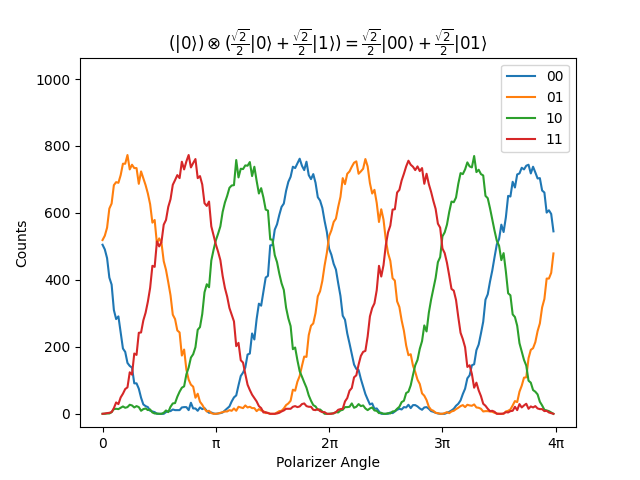 (|0⟩) ⊗ (√2/2|0⟩ + √2/2|1⟩) = √2/2|00⟩ + √2/2|01⟩
00
01
10
11
1000
800
600
400
200
0
Counts
0 π 2π 3π 4π
Polarizer Angle